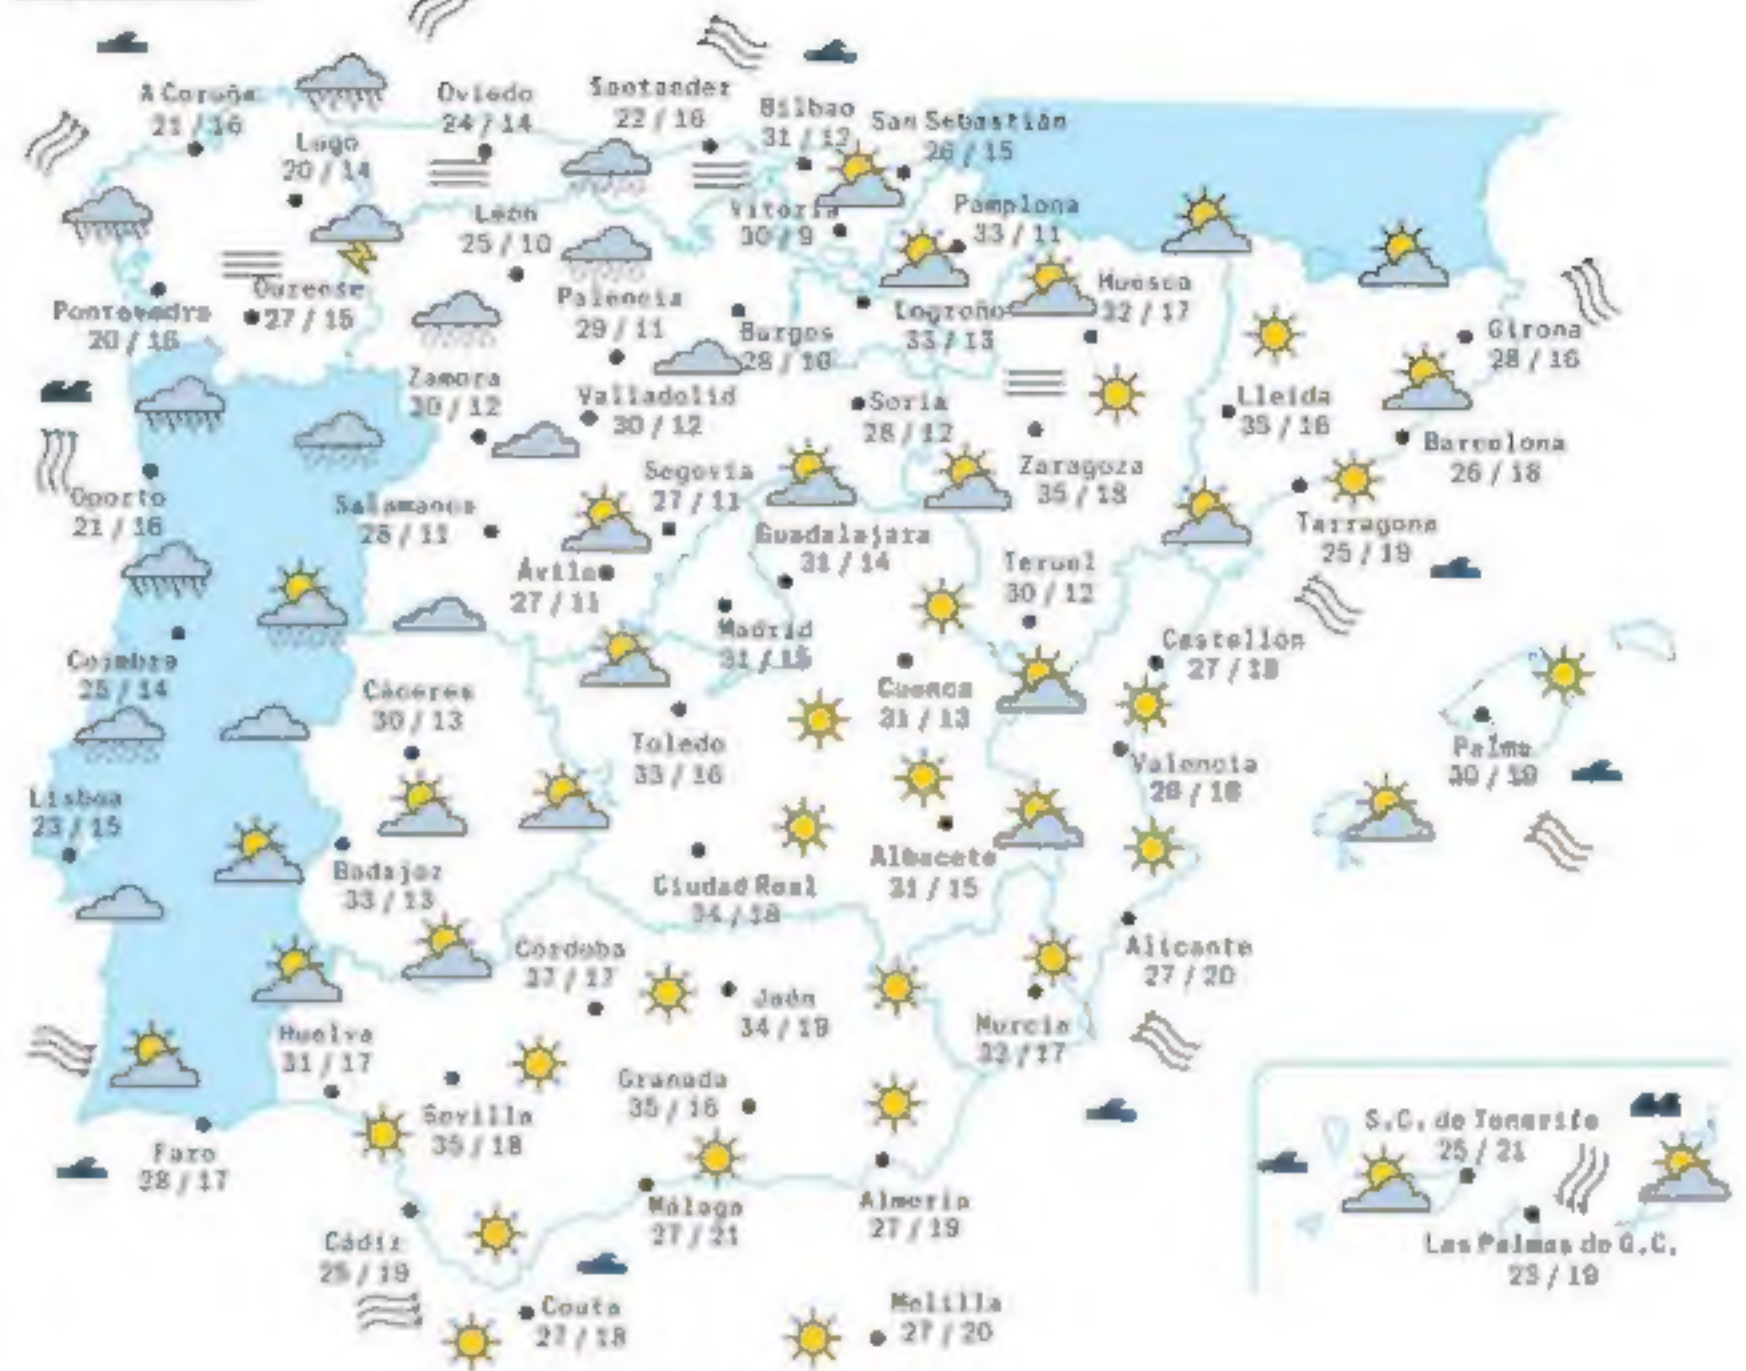 A Coruña
21 / 16
Oviedo
24 / 14
Santander
22 / 16
Bilbao
31 / 12
San Sebastián
26 / 15
Lugo
20 / 14
León
25 / 10
Vitoria
30 / 9
Pamplona
33 / 11
Ourense
27 / 15
Pontevedra
20 / 16
Palencia
29 / 11
Burgos
28 / 10
Logroño
33 / 13
Huesca
32 / 17
Girona
28 / 16
Zamora
30 / 12
Valladolid
30 / 12
Soria
28 / 12
Lleida
35 / 16
Barcelona
26 / 18
Oporto
21 / 16
Salamanca
28 / 11
Segovia
27 / 11
Zaragoza
35 / 18
Tarragona
25 / 19
Guadalajara
31 / 14
Ávila
27 / 11
Teruel
30 / 12
Madrid
31 / 15
Castellón
27 / 18
Coimbra
25 / 14
Cáceres
30 / 13
Cuenca
31 / 13
Toledo
33 / 16
Valencia
28 / 18
Palma
30 / 19
Lisboa
23 / 15
Badajoz
33 / 13
Ciudad Real
34 / 18
Albacete
31 / 15
Alicante
27 / 20
Córdoba
37 / 17
Jaén
34 / 19
Murcia
33 / 17
Huelva
31 / 17
Sevilla
35 / 18
Granada
35 / 16
Faro
28 / 17
Málaga
27 / 21
Almería
27 / 19
Cádiz
25 / 19
Ceuta
27 / 18
Melilla
27 / 20
S.C. de Tenerife
25 / 21
Las Palmas de G.C.
23 / 19